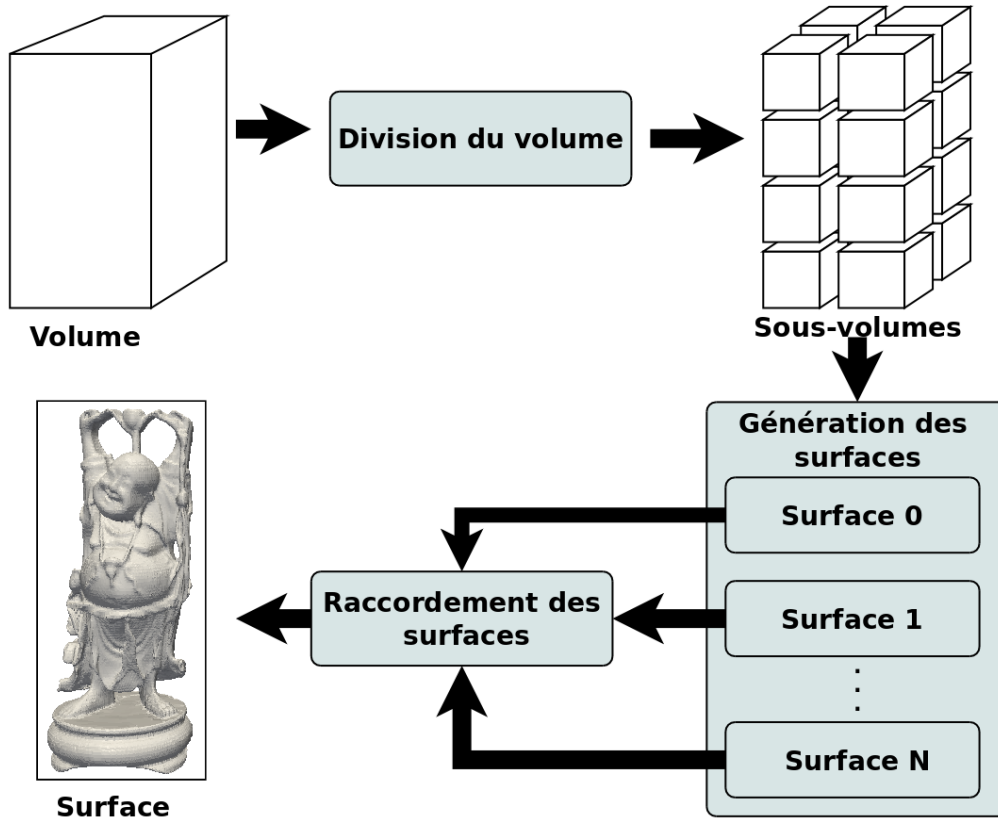 Division du volume
Volume
Sous-volumes
Génération des
surfaces
Surface 0
Surface 1
.
.
.
Surface N
Raccordement des
surfaces
Surface